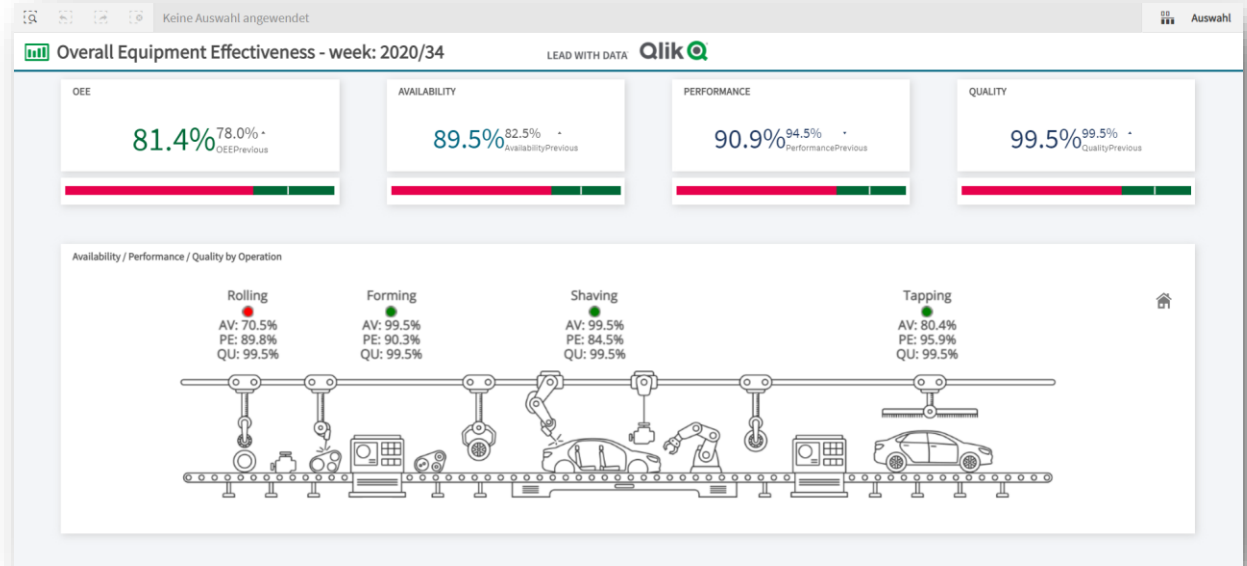 Keine Auswahl angewendet
Auswahl
Overall Equipment Effectiveness - week: 2020/34
LEAD WITH DATA
Qlik
OEE
81.4%
78.0%
OEEPrevious
AVAILABILITY
89.5%
82.5%
AvailabilityPrevious
PERFORMANCE
90.9%
94.5%
PerformancePrevious
QUALITY
99.5%
99.5%
QualityPrevious
Availability / Performance / Quality by Operation
Rolling
AV: 70.5%
PE: 89.8%
QU: 99.5%
Forming
AV: 99.5%
PE: 90.3%
QU: 99.5%
Shaving
AV: 99.5%
PE: 84.5%
QU: 99.5%
Tapping
AV: 80.4%
PE: 95.9%
QU: 99.5%